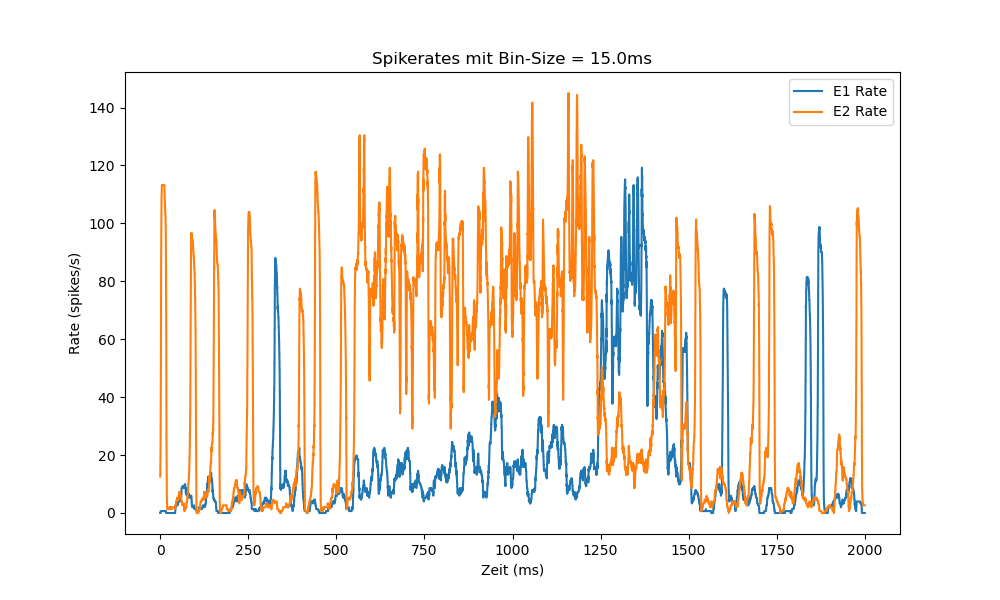 Spikerates mit Bin-Size = 15.0ms
E1 Rate
E2 Rate
140
120
100
80
60
40
20
0
Rate (spikes/s)
0 250 500 750 1000 1250 1500 1750 2000
Zeit (ms)